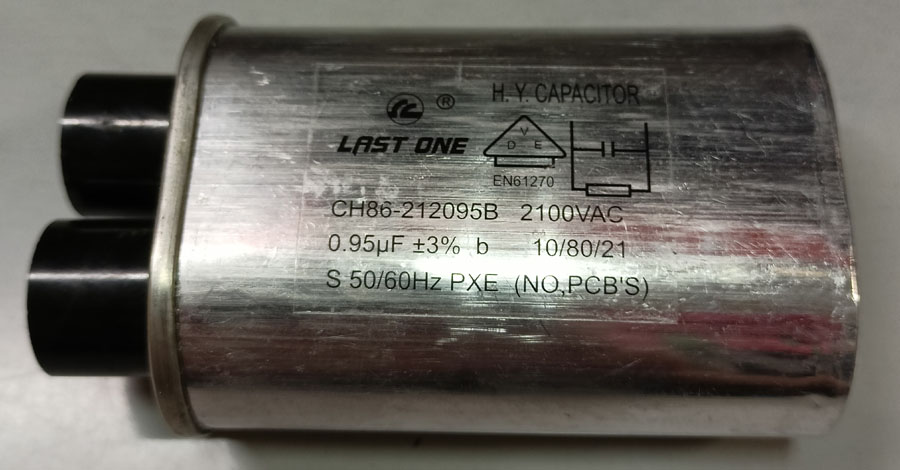 ® H. Y. CAPACITOR
LAST ONE
V
D E
EN61270
CH86-212095B 2100VAC
0.95µF ±3% b 10/80/21
S 50/60Hz PXE (NO,PCB'S)